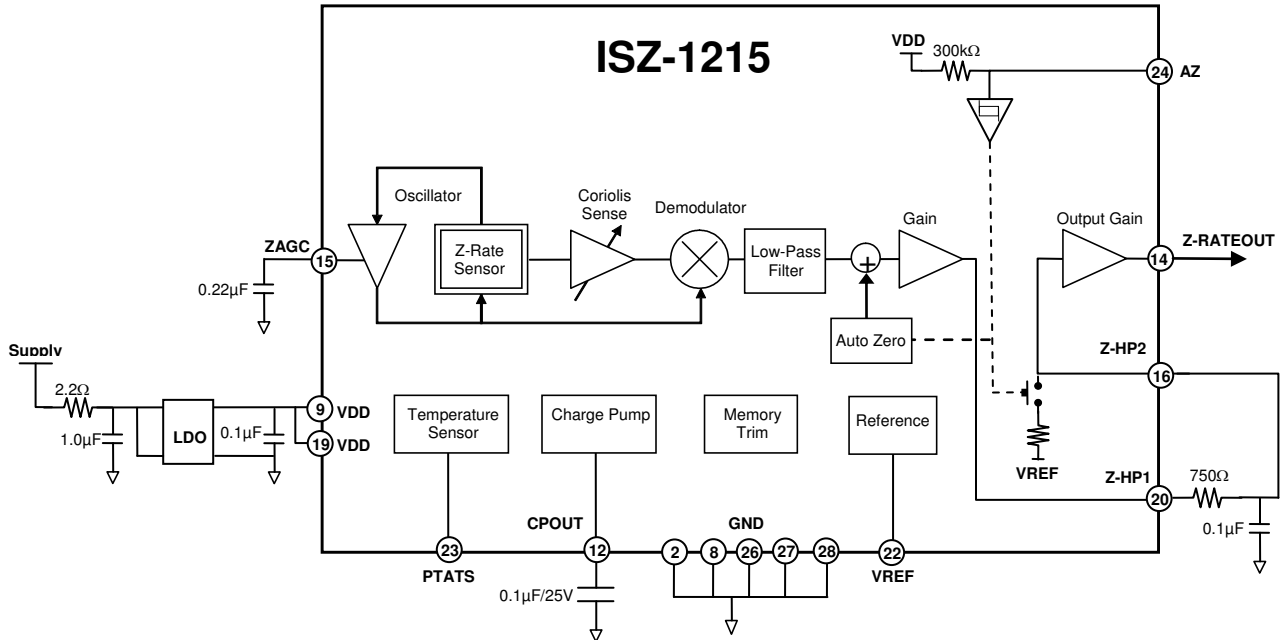 ISZ-1215
VDD
300kΩ
24
AZ
Oscillator
Coriolis
Sense
Demodulator
Gain
Output Gain
ZAGC
15
Z-Rate
Sensor
Low-Pass
Filter
+
14
Z-RATEOUT
0.22µF
Auto Zero
Z-HP2
16
Supply
2.2Ω
1.0µF
LDO
0.1µF
9
VDD
19
VDD
Temperature
Sensor
Charge Pump
Memory
Trim
Reference
VREF
Z-HP1
20
750Ω
0.1µF
CPOUT
GND
23
12
2
8
26
27
28
22
PTATS
VREF
0.1µF/25V